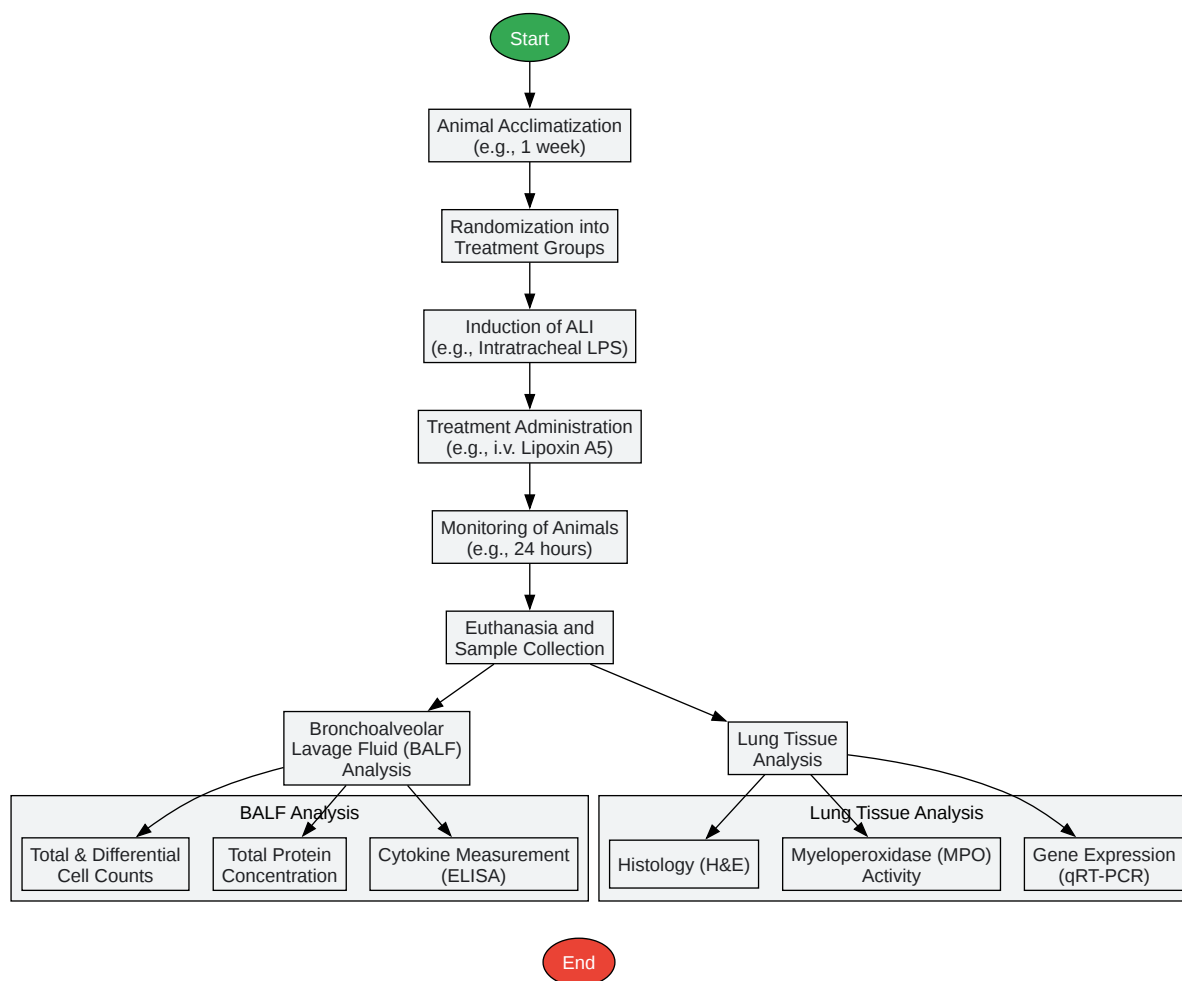 Start
Animal Acclimatization
(e.g., 1 week)
Randomization into
Treatment Groups
Induction of ALI
(e.g., Intratracheal LPS)
Treatment Administration
(e.g., i.v. Lipoxin A5)
Monitoring of Animals
(e.g., 24 hours)
Euthanasia and
Sample Collection
Bronchoalveolar
Lavage Fluid (BALF)
Analysis
Lung Tissue
Analysis
BALF Analysis
Total & Differential
Cell Counts
Total Protein
Concentration
Cytokine Measurement
(ELISA)
Lung Tissue Analysis
Histology (H&E)
Myeloperoxidase (MPO)
Activity
Gene Expression
(qRT-PCR)
End